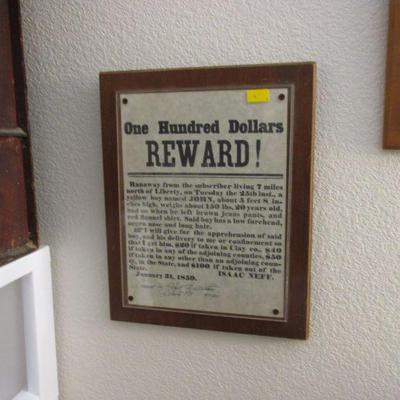 One Hundred Dollars
REWARD!
Runaway from the subscriber living 7 miles
north of Liberty, on Tuesday the 25th inst., a
yellow boy named JOHN, about 5 feet 8 in-
ches high, weighs about 150 lbs, 20 years old,
had on when he left brown jeans pants, and
red flannel shirt. Said boy has a low forehead,
nose and long hair.
I will give for the apprehension of said
boy, and his delivery to me or confinement so
that I get him, $20 if taken in Clay co. $40
if taken in any of the adjoining counties, $50
if taken in any other than an adjoining coun-
ty, in the State, and $100 if taken out of the
State.
January 31, 1859. ISAAC NEFF.